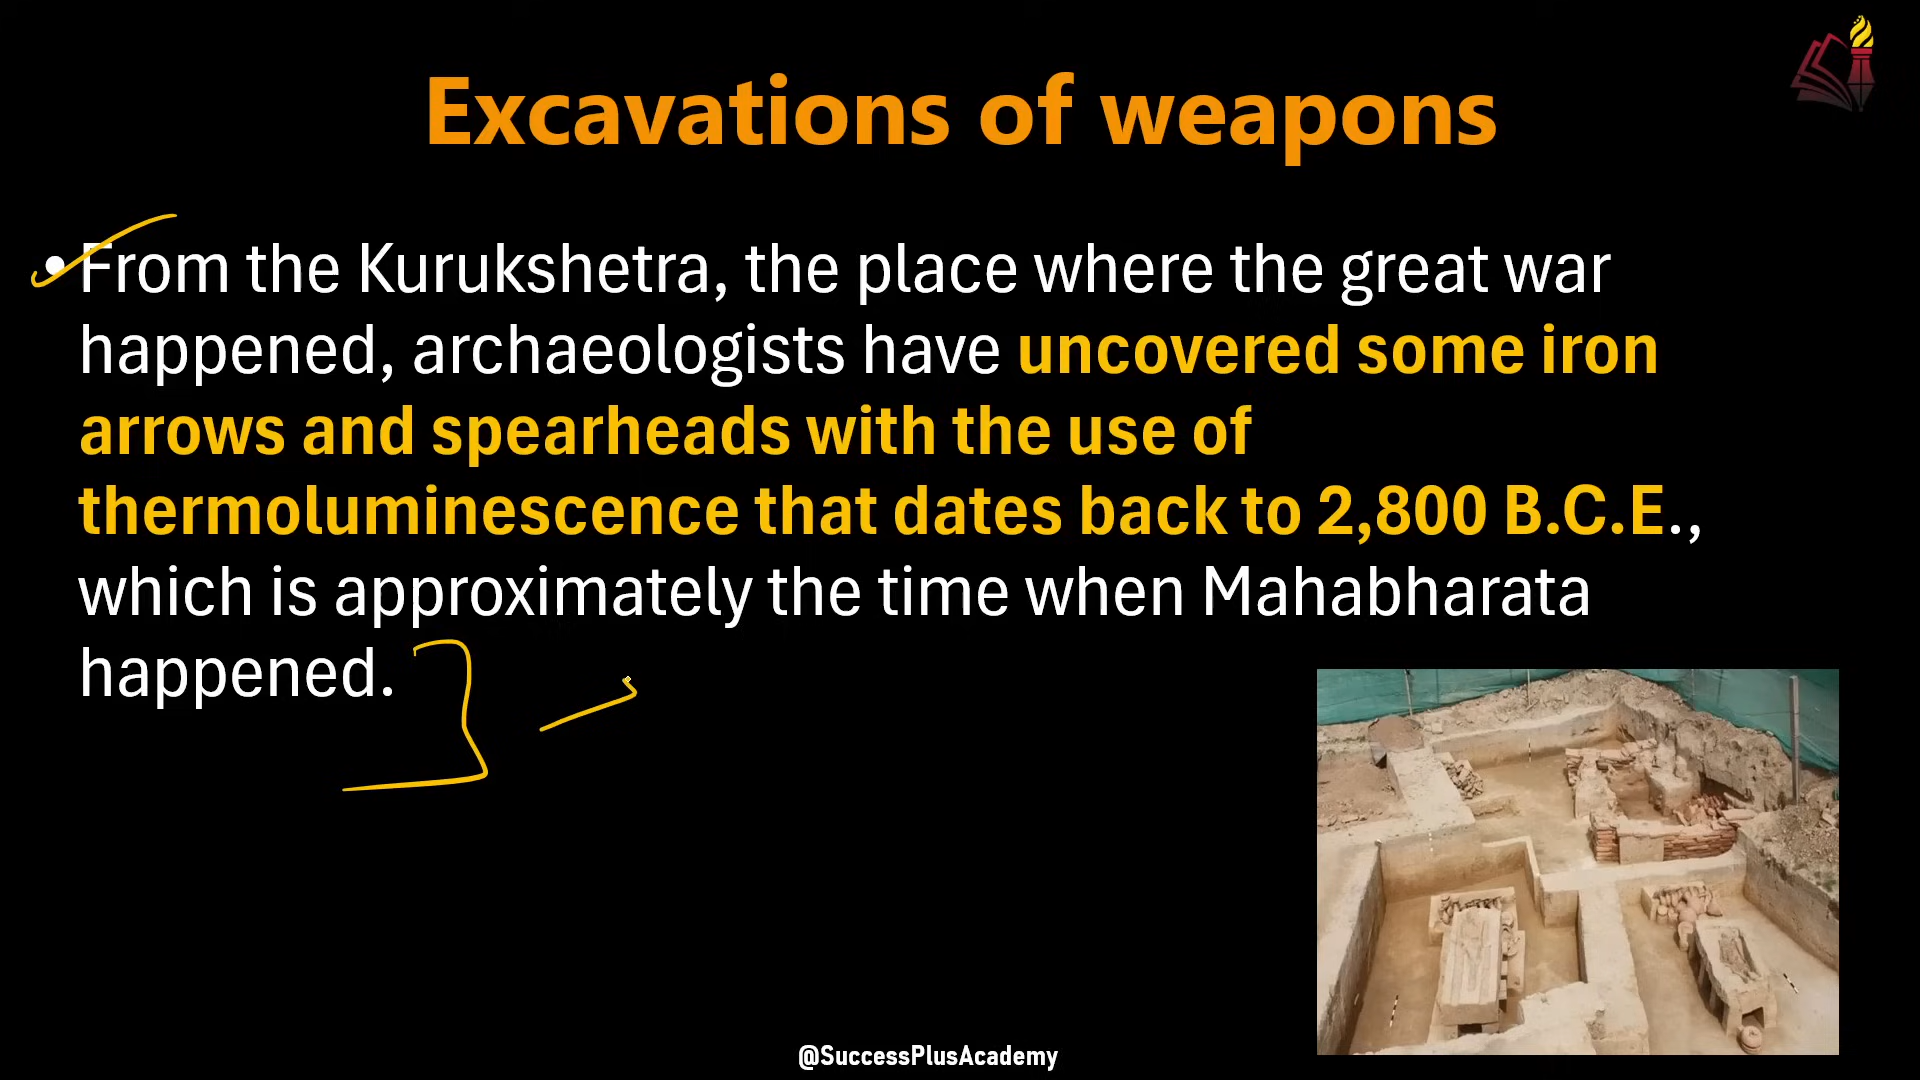 Excavations of weapons
• From the Kurukshetra, the place where the great war
happened, archaeologists have uncovered some iron
arrows and spearheads with the use of
thermoluminescence that dates back to 2,800 B.C.E.,
which is approximately the time when Mahabharata
happened.
@SuccessPlusAcademy